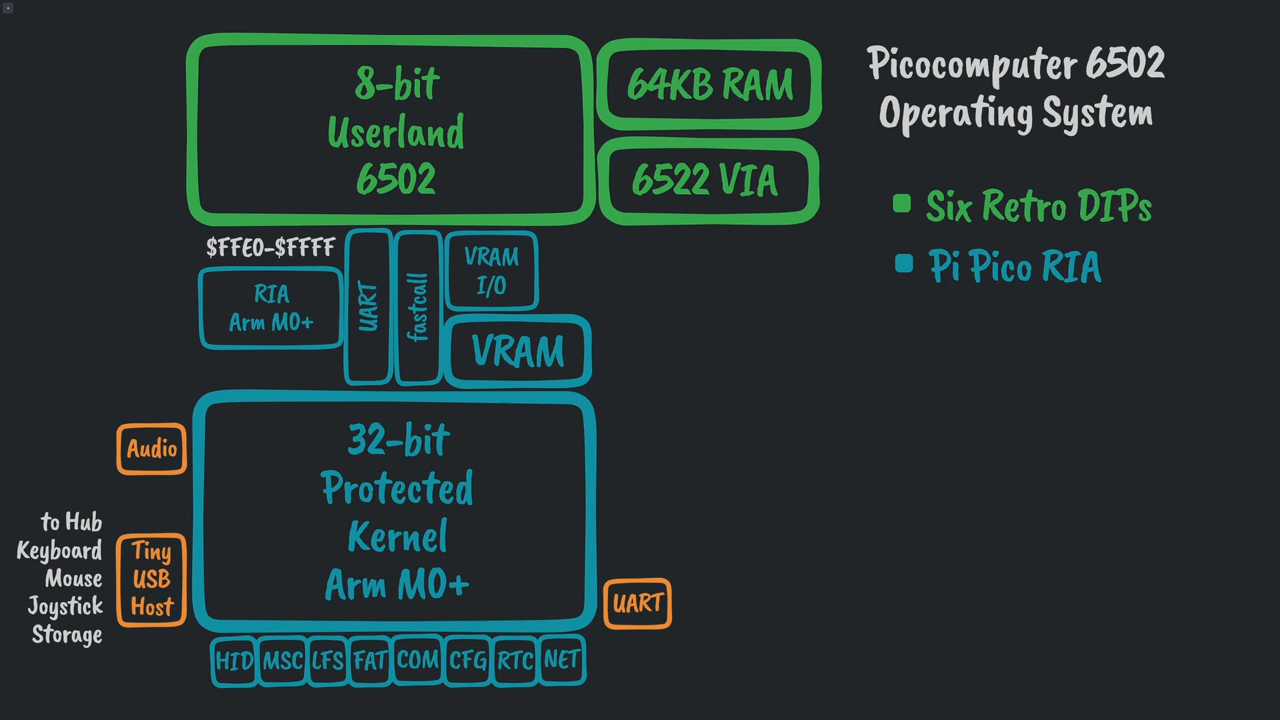 Picocomputer 6502
Operating System
Six Retro DIPs
Pi Pico RIA
8-bit
Userland
6502
64KB RAM
6522 VIA
$FFE0-$FFFF
RIA
Arm M0+
UART
fastcall
VRAM
I/O
VRAM
32-bit
Protected
Kernel
Arm M0+
Audio
to Hub
Keyboard
Mouse
Joystick
Storage
Tiny
USB
Host
UART
HID
MSC
LFS
FAT
COM
CFG
RTC
NET